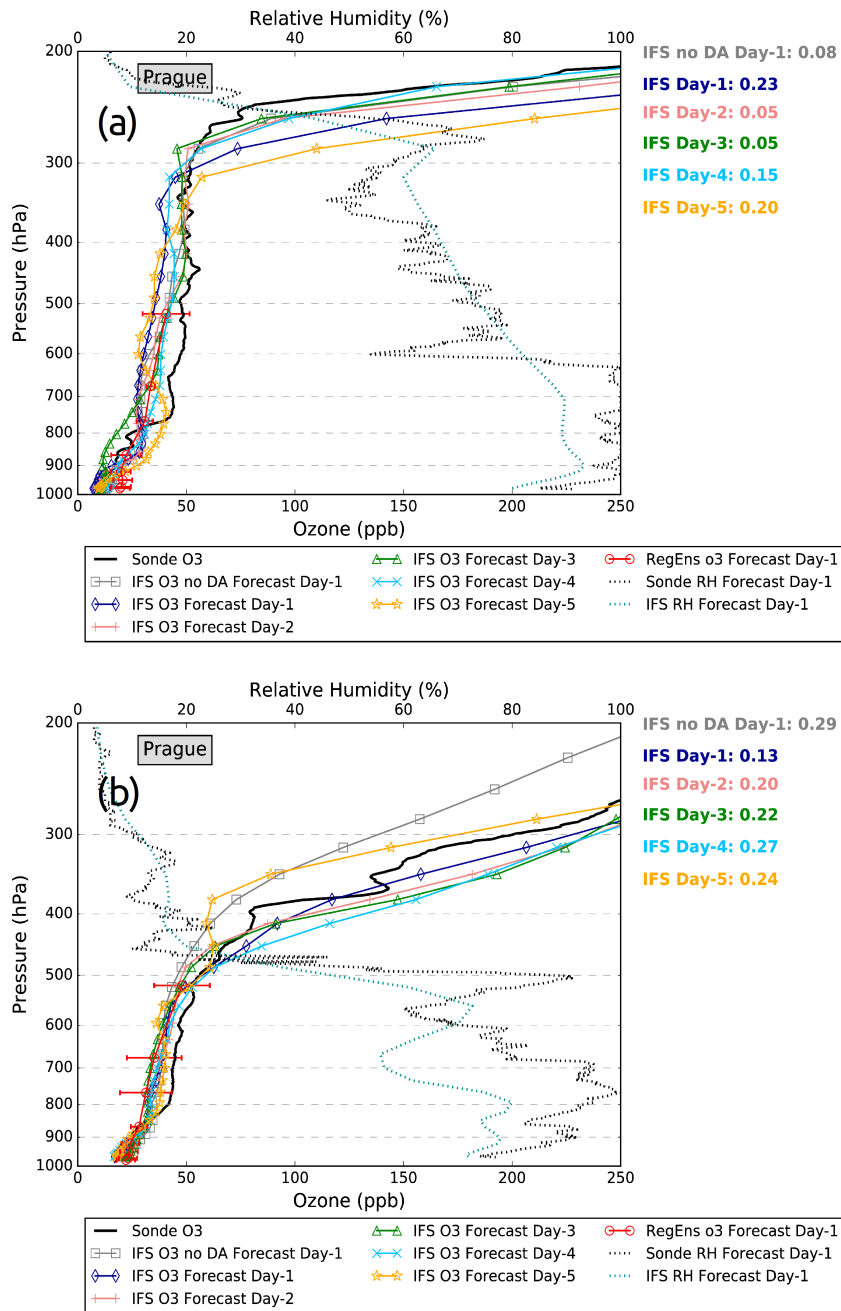 Relative Humidity (%)
0 20 40 60 80 100
200
300
400
500
600
700
800
900
1000
Pressure (hPa)
Prague
(a)
IFS no DA Day-1: 0.08
IFS Day-1: 0.23
IFS Day-2: 0.05
IFS Day-3: 0.05
IFS Day-4: 0.15
IFS Day-5: 0.20
0 50 100 150 200 250
Ozone (ppb)
Sonde O3
IFS O3 no DA Forecast Day-1
IFS O3 Forecast Day-1
IFS O3 Forecast Day-2
IFS O3 Forecast Day-3
IFS O3 Forecast Day-4
IFS O3 Forecast Day-5
RegEns o3 Forecast Day-1
Sonde RH Forecast Day-1
IFS RH Forecast Day-1
Relative Humidity (%)
0 20 40 60 80 100
200
300
400
500
600
700
800
900
1000
Pressure (hPa)
Prague
(b)
IFS no DA Day-1: 0.29
IFS Day-1: 0.13
IFS Day-2: 0.20
IFS Day-3: 0.22
IFS Day-4: 0.27
IFS Day-5: 0.24
0 50 100 150 200 250
Ozone (ppb)
Sonde O3
IFS O3 no DA Forecast Day-1
IFS O3 Forecast Day-1
IFS O3 Forecast Day-2
IFS O3 Forecast Day-3
IFS O3 Forecast Day-4
IFS O3 Forecast Day-5
RegEns o3 Forecast Day-1
Sonde RH Forecast Day-1
IFS RH Forecast Day-1